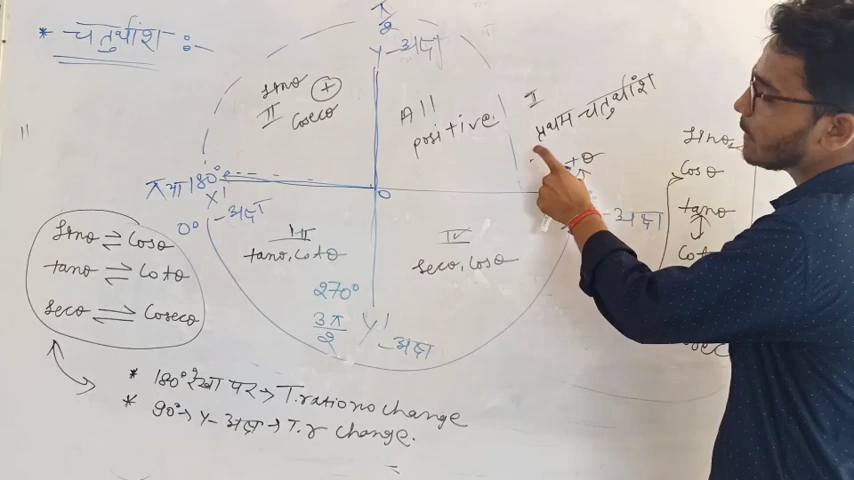 * चतुर्थांश :-
π/2
Y-अक्ष
Sinθ
II
+
Cosecθ
All
positive
I
प्रथम चतुर्थांश
+θ
π या 180°
X'
-अक्ष
0°
O
-अक्ष
III
tanθ, Cotθ
IV
Secθ, Cosθ
270°
3π/2
Y'
-अक्ष
Sinθ ⇌ Cosθ
tanθ ⇌ Cotθ
Secθ ⇌ Cosecθ
Sinθ
Cosθ
tanθ
* 180° रेखा पर → T.ratio no change
* 90° → Y-अक्ष → T.r change.